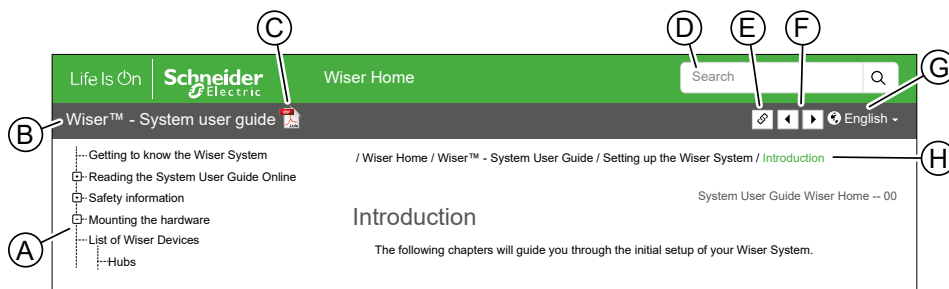 C D E F G
Life Is On | Schneider Electric Wiser Home Search
B Wiser™ - System user guide PDF English
Getting to know the Wiser System / Wiser Home / Wiser™ - System User Guide / Setting up the Wiser System / Introduction H
Reading the System User Guide Online
Safety information System User Guide Wiser Home -- 00
Mounting the hardware Introduction
A List of Wiser Devices The following chapters will guide you through the initial setup of your Wiser System.
Hubs